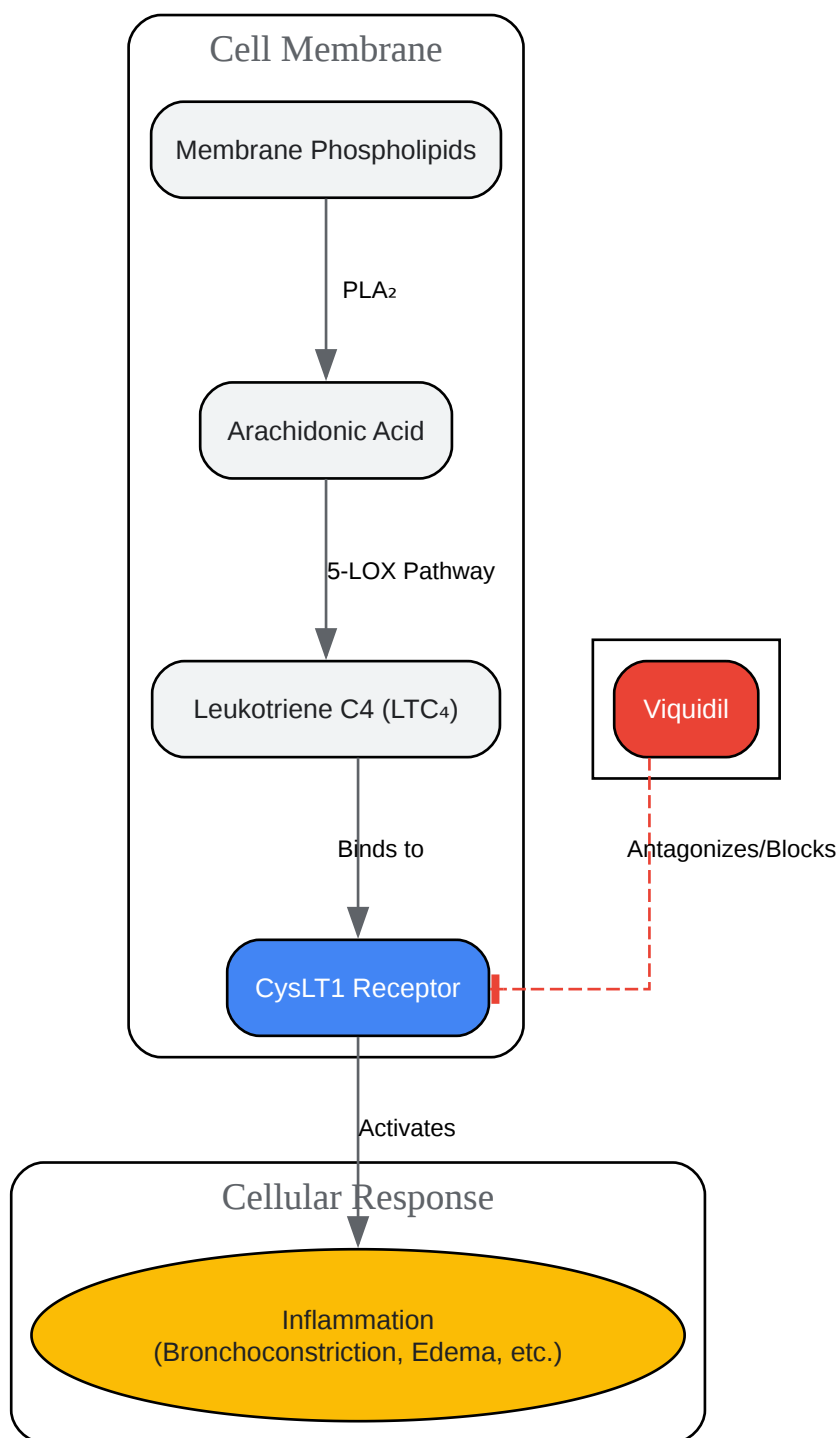 Cell Membrane
Membrane Phospholipids
PLA₂
Arachidonic Acid
5-LOX Pathway
Leukotriene C4 (LTC₄)
Viquidil
Binds to
Antagonizes/Blocks
CysLT1 Receptor
Activates
Cellular Response
Inflammation
(Bronchoconstriction, Edema, etc.)